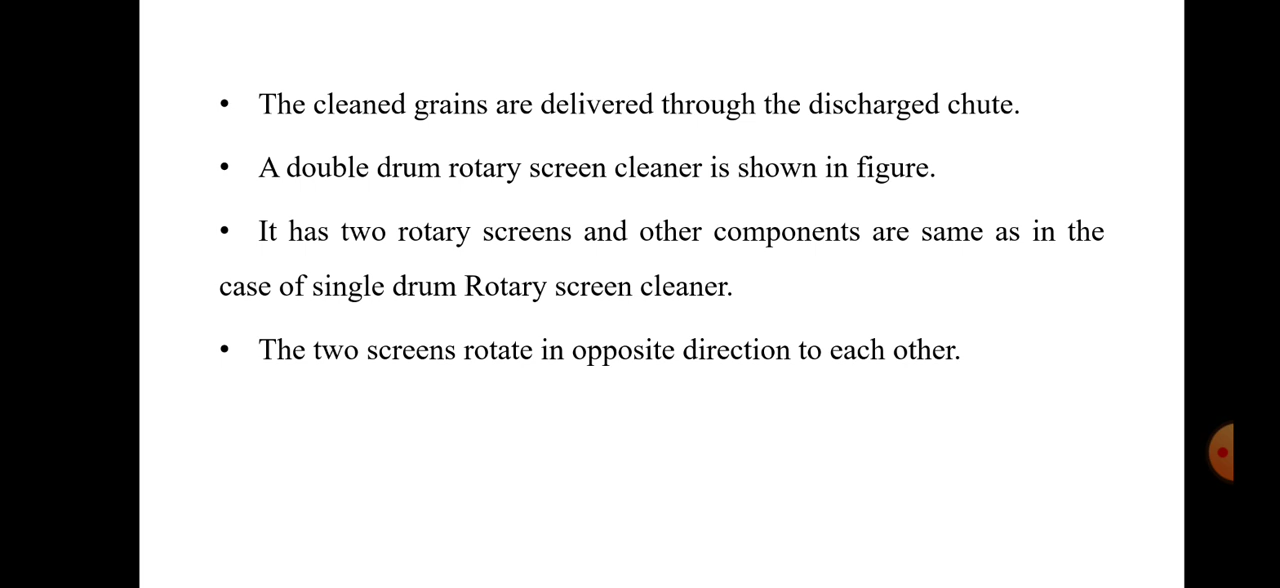 • The cleaned grains are delivered through the discharged chute.
• A double drum rotary screen cleaner is shown in figure.
• It has two rotary screens and other components are same as in the
case of single drum Rotary screen cleaner.
• The two screens rotate in opposite direction to each other.